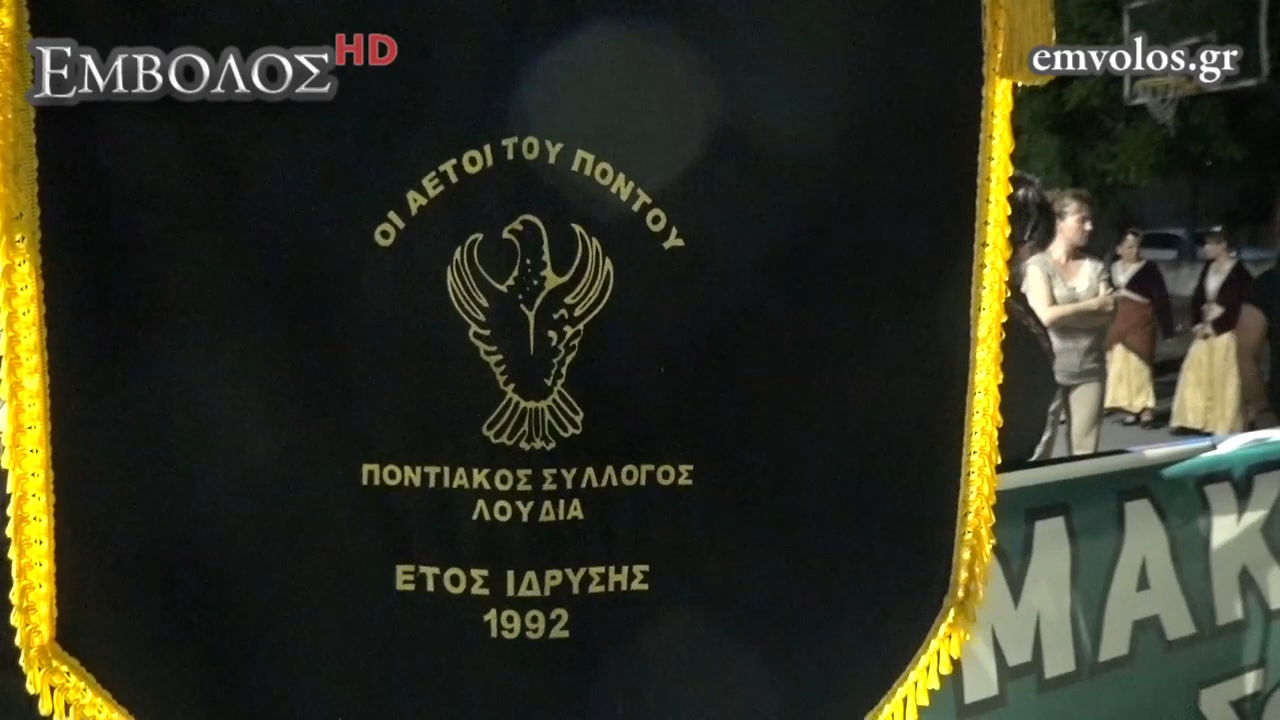 ΕΜΒΟΛΟΣ HD
emvolos.gr
ΟΙ ΑΕΤΟΙ ΤΟΥ ΠΟΝΤΟΥ
ΠΟΝΤΙΑΚΟΣ ΣΥΛΛΟΓΟΣ
ΛΟΥΔΙΑ
ΕΤΟΣ ΙΔΡΥΣΗΣ
1992
ΜΑΚ